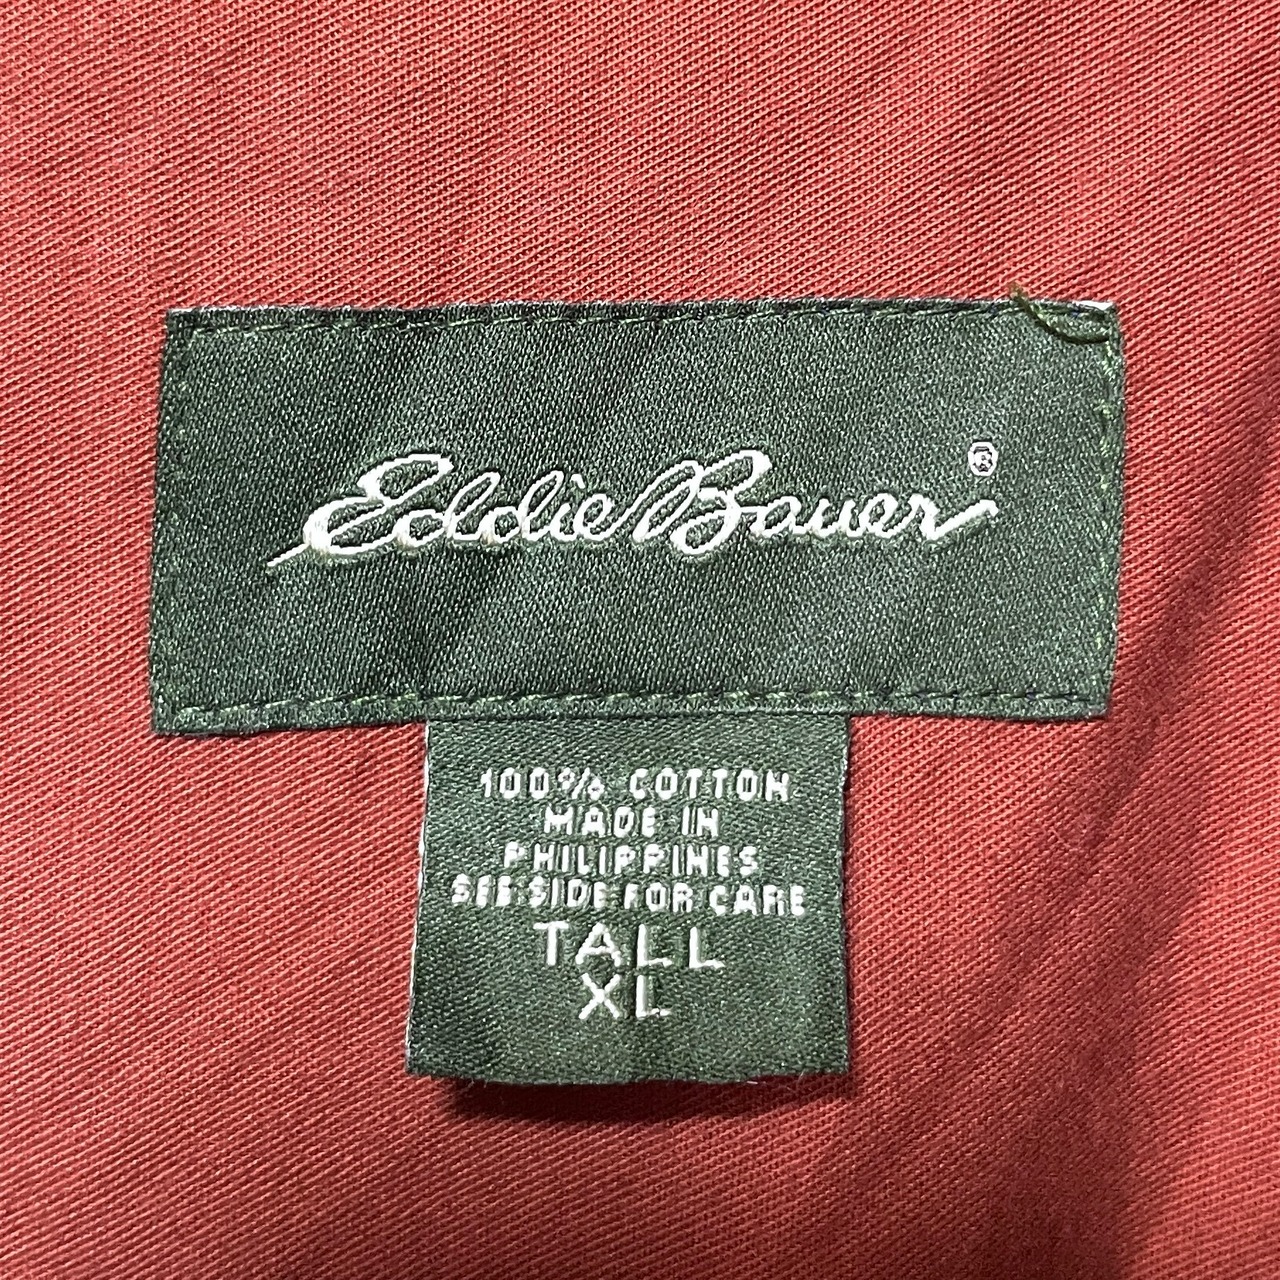 Eddie Bauer®
100% COTTON
MADE IN
PHILIPPINES
SEE SIDE FOR CARE
TALL
XL